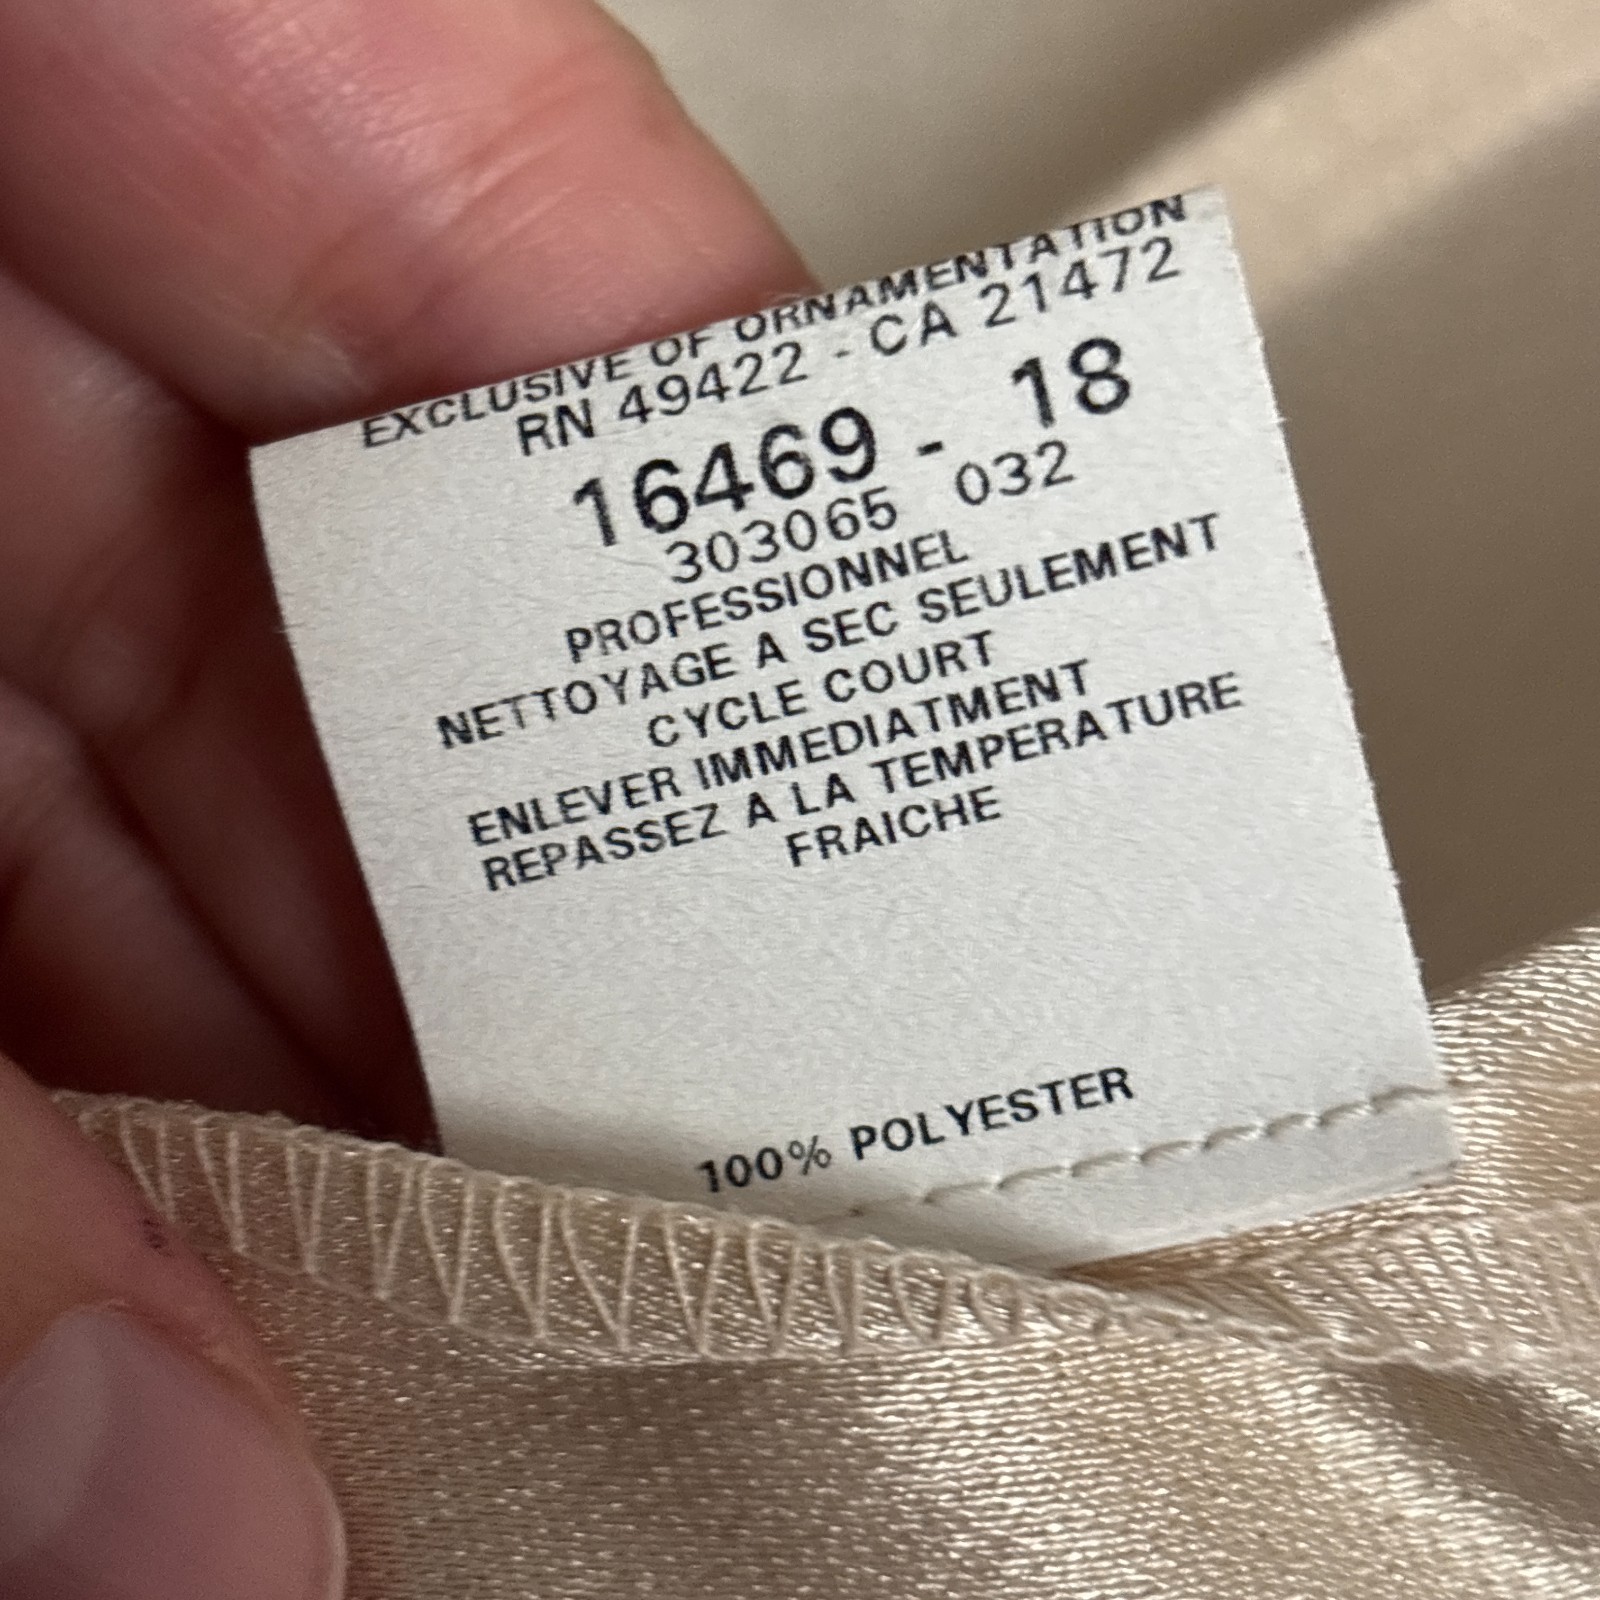 EXCLUSIVE OF ORNAMENTATION
RN 49422 - CA 21472
16469 - 18
303065 032
PROFESSIONNEL
NETTOYAGE A SEC SEULEMENT
CYCLE COURT
ENLEVER IMMEDIATMENT
REPASSEZ A LA TEMPERATURE
FRAICHE
100% POLYESTER